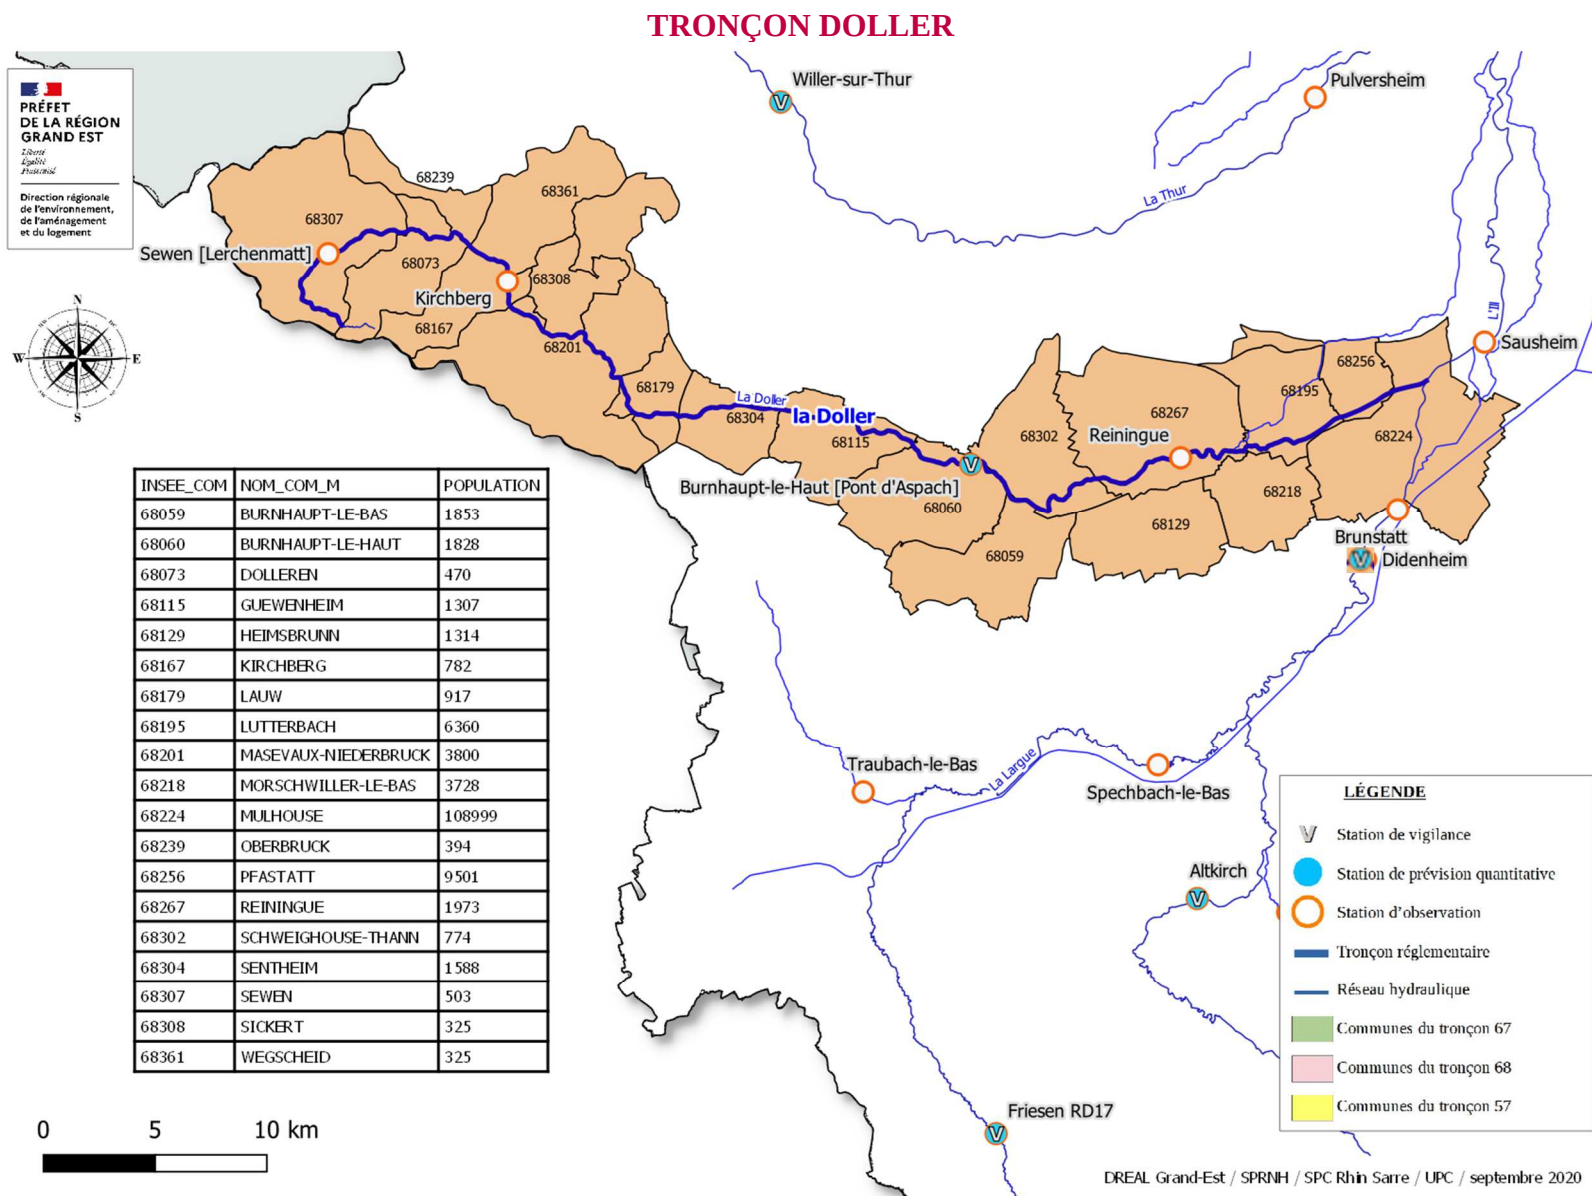 TRONÇON DOLLER
PRÉFET
DE LA RÉGION
GRAND EST
Liberté
Égalité
Fraternité
Direction régionale
de l'environnement,
de l'aménagement
et du logement
Willer-sur-Thur
Pulversheim
La Thur
68239
68361
68307
Sewen [Lerchenmatt]
68073
68308
Kirchberg
68167
68201
68179
La Doller
68304
la Doller
68115
Burnhaupt-le-Haut [Pont d'Aspach]
68060
68059
68302
68267
Reiningue
68129
68218
68195
68256
68224
L'Ill
Sausheim
Brunstatt
Didenheim
N
W
E
S
INSEE_COM NOM_COM_M POPULATION
68059 BURNHAUPT-LE-BAS 1853
68060 BURNHAUPT-LE-HAUT 1828
68073 DOLLEREN 470
68115 GUEWENHEIM 1307
68129 HEIMSBRUNN 1314
68167 KIRCHBERG 782
68179 LAUW 917
68195 LUTTERBACH 6360
68201 MASEVAUX-NIEDERBRUCK 3800
68218 MORSCHWILLER-LE-BAS 3728
68224 MULHOUSE 108999
68239 OBERBRUCK 394
68256 PFASTATT 9501
68267 REININGUE 1973
68302 SCHWEIGHOUSE-THANN 774
68304 SENTHEIM 1588
68307 SEWEN 503
68308 SICKERT 325
68361 WEGSCHEID 325
Traubach-le-Bas
La Largue
Spechbach-le-Bas
Altkirch
Friesen RD17
LÉGENDE
V Station de vigilance
Station de prévision quantitative
Station d'observation
Tronçon réglementaire
Réseau hydraulique
Communes du tronçon 67
Communes du tronçon 68
Communes du tronçon 57
0 5 10 km
DREAL Grand-Est / SPRNH / SPC Rhin Sarre / UPC / septembre 2020